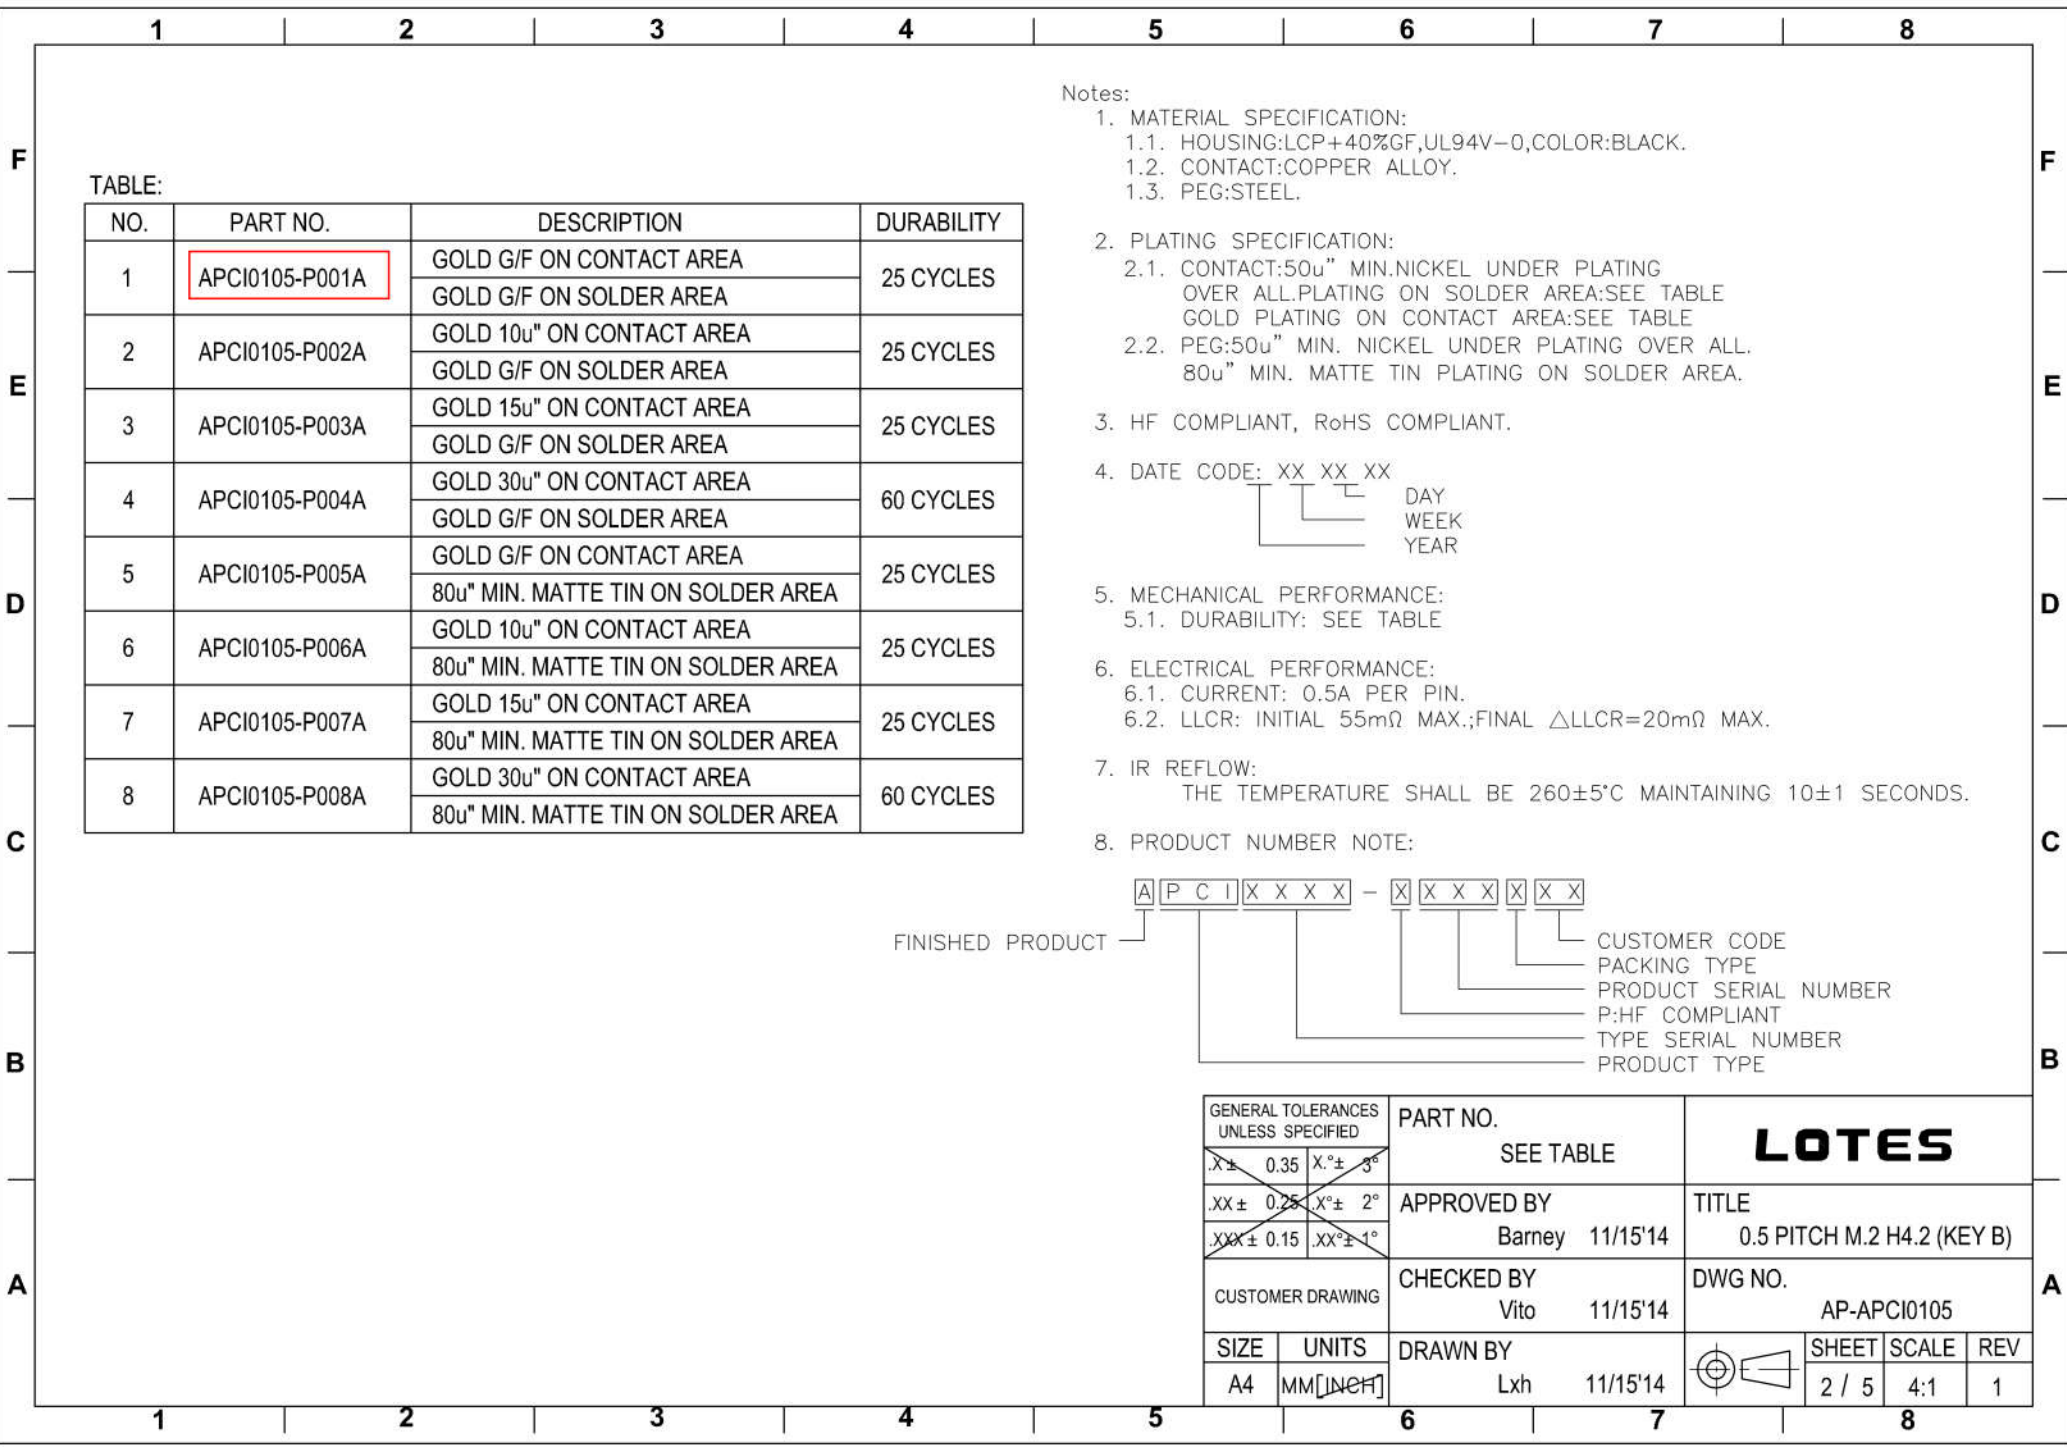 1 2 3 4 5 6 7 8
F F
E E
D D
C C
B B
A A
TABLE:
NO. PART NO. DESCRIPTION DURABILITY
1 APCI0105-P001A GOLD G/F ON CONTACT AREA 25 CYCLES
GOLD G/F ON SOLDER AREA
2 APCI0105-P002A GOLD 10u" ON CONTACT AREA 25 CYCLES
GOLD G/F ON SOLDER AREA
3 APCI0105-P003A GOLD 15u" ON CONTACT AREA 25 CYCLES
GOLD G/F ON SOLDER AREA
4 APCI0105-P004A GOLD 30u" ON CONTACT AREA 60 CYCLES
GOLD G/F ON SOLDER AREA
5 APCI0105-P005A GOLD G/F ON CONTACT AREA 25 CYCLES
80u" MIN. MATTE TIN ON SOLDER AREA
6 APCI0105-P006A GOLD 10u" ON CONTACT AREA 25 CYCLES
80u" MIN. MATTE TIN ON SOLDER AREA
7 APCI0105-P007A GOLD 15u" ON CONTACT AREA 25 CYCLES
80u" MIN. MATTE TIN ON SOLDER AREA
8 APCI0105-P008A GOLD 30u" ON CONTACT AREA 60 CYCLES
80u" MIN. MATTE TIN ON SOLDER AREA
Notes:
1. MATERIAL SPECIFICATION:
1.1. HOUSING:LCP+40%GF,UL94V-0,COLOR:BLACK.
1.2. CONTACT:COPPER ALLOY.
1.3. PEG:STEEL.
2. PLATING SPECIFICATION:
2.1. CONTACT:50u" MIN.NICKEL UNDER PLATING
OVER ALL.PLATING ON SOLDER AREA:SEE TABLE
GOLD PLATING ON CONTACT AREA:SEE TABLE
2.2. PEG:50u" MIN. NICKEL UNDER PLATING OVER ALL.
80u" MIN. MATTE TIN PLATING ON SOLDER AREA.
3. HF COMPLIANT, RoHS COMPLIANT.
4. DATE CODE: XX XX XX
DAY
WEEK
YEAR
5. MECHANICAL PERFORMANCE:
5.1. DURABILITY: SEE TABLE
6. ELECTRICAL PERFORMANCE:
6.1. CURRENT: 0.5A PER PIN.
6.2. LLCR: INITIAL 55mΩ MAX.;FINAL △LLCR=20mΩ MAX.
7. IR REFLOW:
THE TEMPERATURE SHALL BE 260±5°C MAINTAINING 10±1 SECONDS.
8. PRODUCT NUMBER NOTE:
A P C I X X X X - X X X X X X X
FINISHED PRODUCT
CUSTOMER CODE
PACKING TYPE
PRODUCT SERIAL NUMBER
P:HF COMPLIANT
TYPE SERIAL NUMBER
PRODUCT TYPE
GENERAL TOLERANCES
UNLESS SPECIFIED
.X± 0.35 X.°± 3°
.XX± 0.25 .X°± 2°
.XXX± 0.15 .XX°± 1°
CUSTOMER DRAWING
SIZE UNITS
A4 MM[INCH]
PART NO.
SEE TABLE
APPROVED BY
Barney 11/15'14
CHECKED BY
Vito 11/15'14
DRAWN BY
Lxh 11/15'14
LOTES
TITLE
0.5 PITCH M.2 H4.2 (KEY B)
DWG NO.
AP-APCI0105
SHEET SCALE REV
2 / 5 4:1 1
1 2 3 4 5 6 7 8